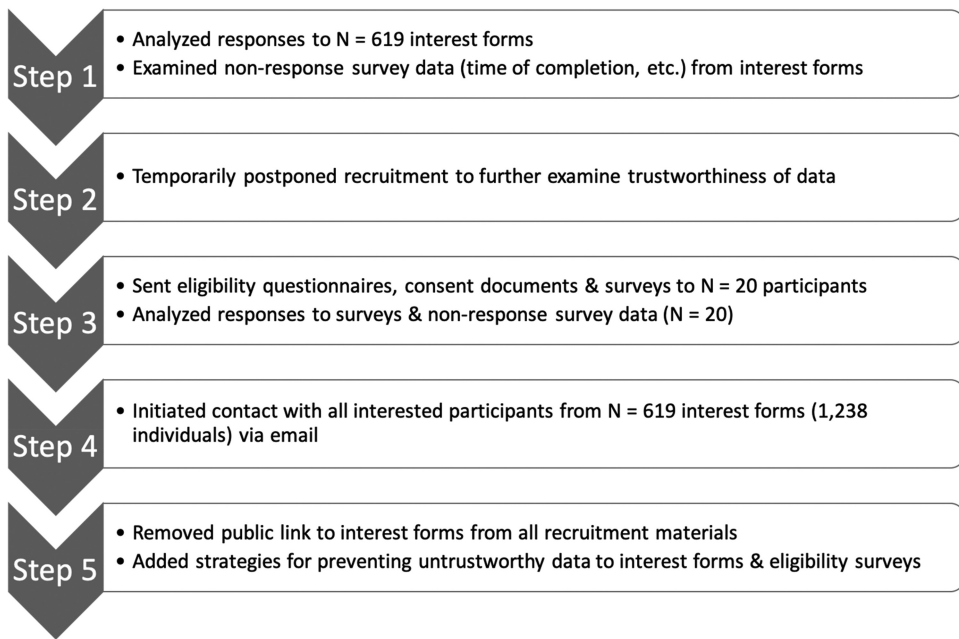 Step 1
• Analyzed responses to N = 619 interest forms
• Examined non-response survey data (time of completion, etc.) from interest forms
Step 2
• Temporarily postponed recruitment to further examine trustworthiness of data
Step 3
• Sent eligibility questionnaires, consent documents & surveys to N = 20 participants
• Analyzed responses to surveys & non-response survey data (N = 20)
Step 4
• Initiated contact with all interested participants from N = 619 interest forms (1,238
individuals) via email
Step 5
• Removed public link to interest forms from all recruitment materials
• Added strategies for preventing untrustworthy data to interest forms & eligibility surveys